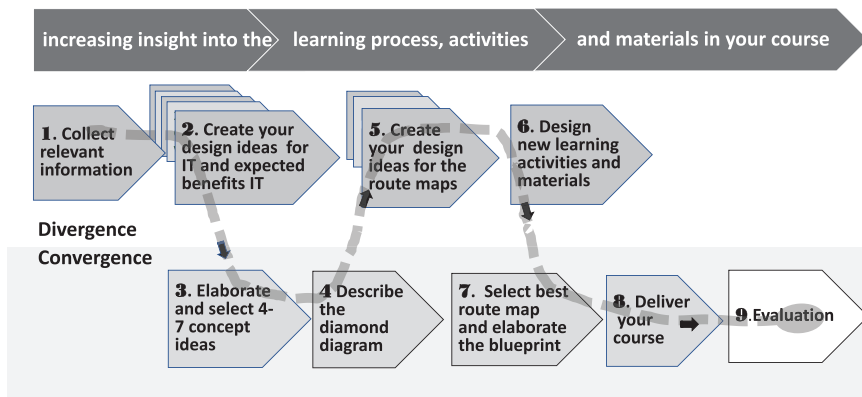 increasing insight into the learning process, activities and materials in your course
1. Collect
relevant
information
2. Create your
design ideas for
IT and expected
benefits IT
5. Create
your design
ideas for the
route maps
6. Design
new learning
activities and
materials
Divergence
Convergence
3. Elaborate
and select 4-
7 concept
ideas
4 Describe
the
diamond
diagram
7. Select best
route map
and elaborate
the blueprint
8. Deliver
your
course
9.Evaluation